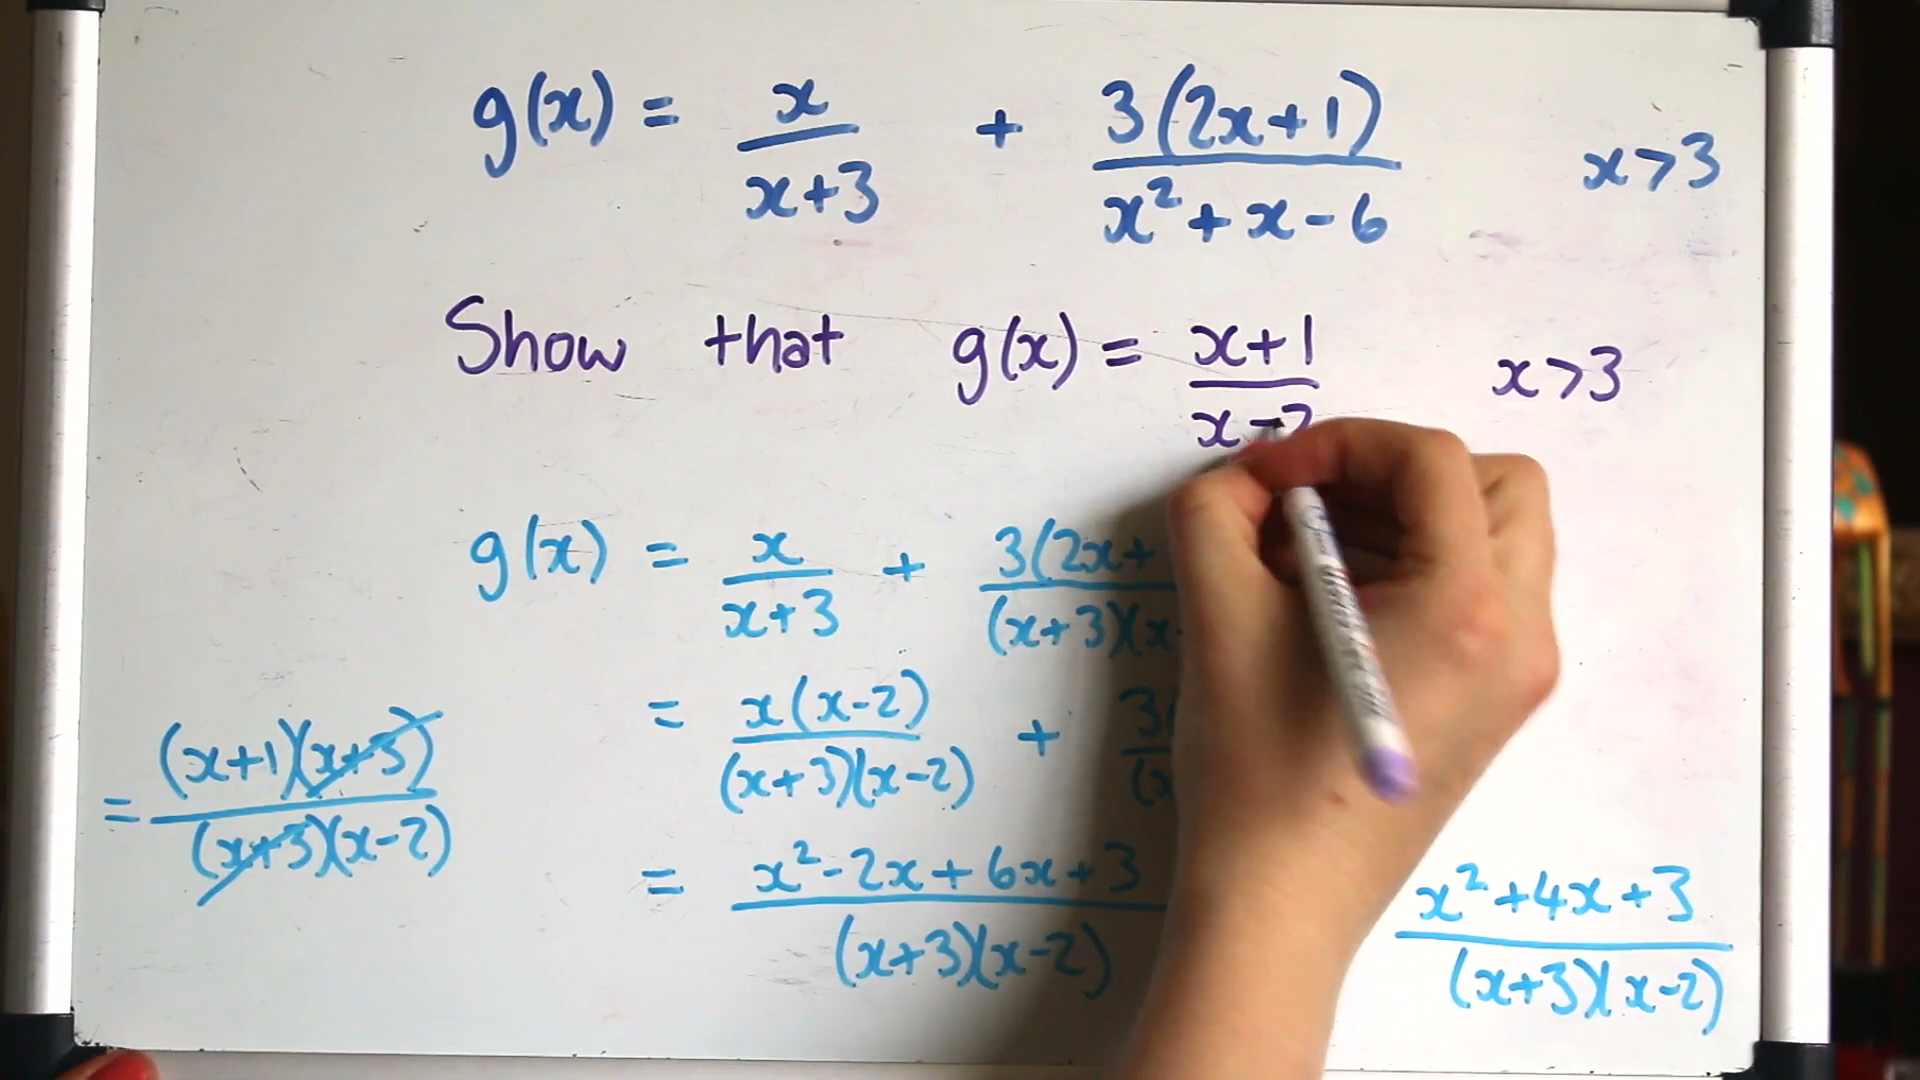 g(x) = x/(x+3) + 3(2x+1)/(x²+x-6) x>3
Show that g(x) = (x+1)/(x-2) x>3
g(x) = x/(x+3) + 3(2x+ / (x+3)(x-
= x(x-2)/(x+3)(x-2) + 3( / (x
= (x²-2x+6x+3)/(x+3)(x-2)
(x²+4x+3)/(x+3)(x-2)
= (x+1)(x+3)/(x+3)(x-2)